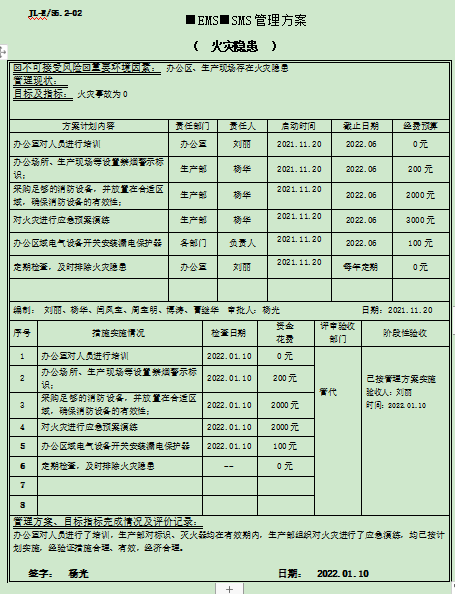 JL-E/S6.2-02
■EMS■SMS管理方案
（ 火灾隐患 ）
☒不可接受风险☒重要环境因素： 办公区、生产现场存在火灾隐患
管理现状：
目标及指标： 火灾事故为0
方案计划内容 责任部门 责任人 启动时间 截止日期 经费预算
办公室对人员进行培训 办公室 刘丽 2021.11.20 2022.06 0元
办公场所、生产现场等设置禁烟警示标
识； 生产部 杨华 2021.11.20 2022.06 200元
采购足够的消防设备，并放置在合适区
域，确保消防设备的有效性； 生产部 杨华 2021.11.20 2022.06 2000元
对火灾进行应急预案演练 生产部 杨华 2021.11.20 2022.06 3000元
办公区域电气设备开关安装漏电保护器 各部门 负责人 2021.11.20 2022.06 100元
定期检查，及时排除火灾隐患 办公室 刘丽 2021.11.20 每年定期 0元
编制： 刘丽、杨华、闫凤宝、周宝明、博涛、曹继华 审批人：杨光 日期：2021.11.20
序号 措施实施情况 检查日期 资金
花费 评审验收
部门 阶段性验收
1 办公室对人员进行培训 2022.01.10 0元
2 办公场所、生产现场等设置禁烟警示标
识； 2022.01.10 200元
3 采购足够的消防设备，并放置在合适区
域，确保消防设备的有效性； 2022.01.10 2000元
4 对火灾进行应急预案演练 2022.01.10 2000元
5 办公区域电气设备开关安装漏电保护器 2022.01.10 100元
6 定期检查，及时排除火灾隐患 -- 0元
7
8
管代
已按管理方案实施
验收人：刘丽
时间：2022.01.10
管理方案、目标指标完成情况及评价记录：
办公室对人员进行了培训，生产部对标识、灭火器均在有效期内，生产部组织对火灾进行了应急演练，均已按计
划实施，经验证措施合理、有效，经济合理。
签字： 杨光 日期： 2022.01.10